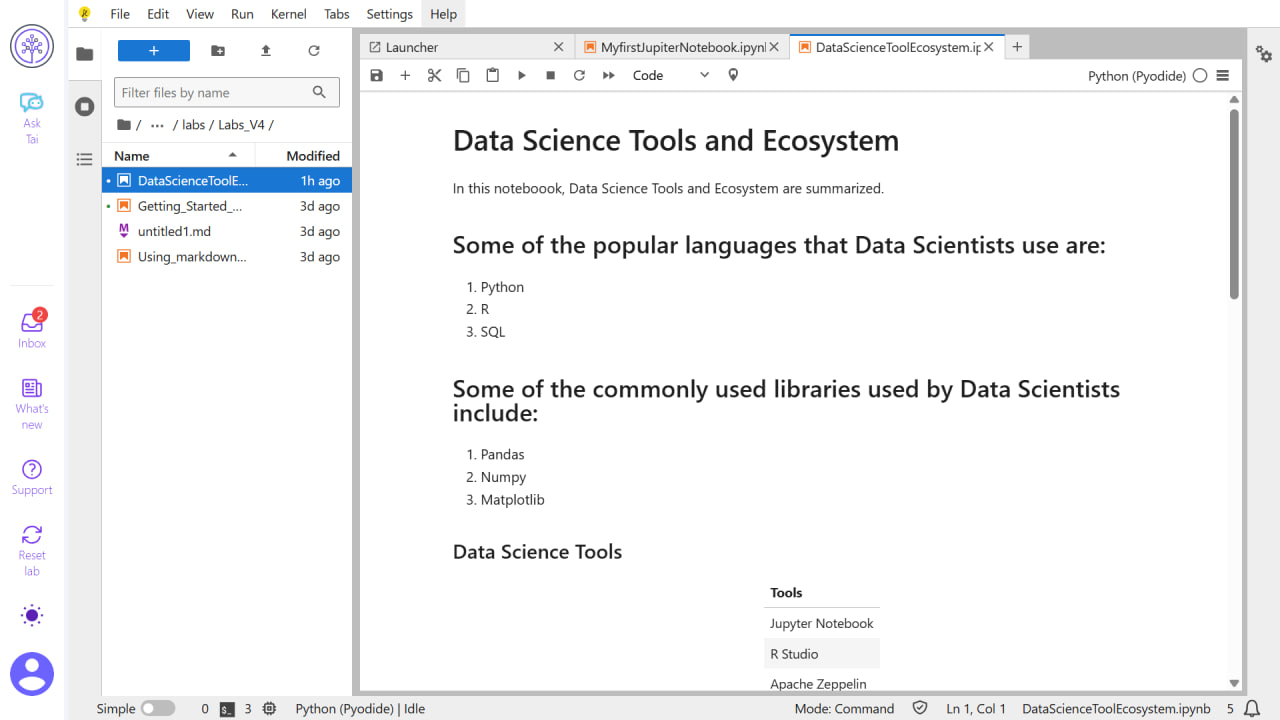 File Edit View Run Kernel Tabs Settings Help
Ask
Tai
2
Inbox
What's
new
Support
Reset
lab
+
Filter files by name
/ ··· / labs / Labs_V4 /
Name Modified
DataScienceToolE... 1h ago
Getting_Started_... 3d ago
M untitled1.md 3d ago
Using_markdown... 3d ago
Launcher MyfirstJupiterNotebook.ipynl DataScienceToolEcosystem.ip +
Code Python (Pyodide)
Data Science Tools and Ecosystem
In this noteboook, Data Science Tools and Ecosystem are summarized.
Some of the popular languages that Data Scientists use are:
1. Python
2. R
3. SQL
Some of the commonly used libraries used by Data Scientists
include:
1. Pandas
2. Numpy
3. Matplotlib
Data Science Tools
Tools
Jupyter Notebook
R Studio
Apache Zeppelin
Simple 0 $_ 3 Python (Pyodide) | Idle Mode: Command Ln 1, Col 1 DataScienceToolEcosystem.ipynb 5